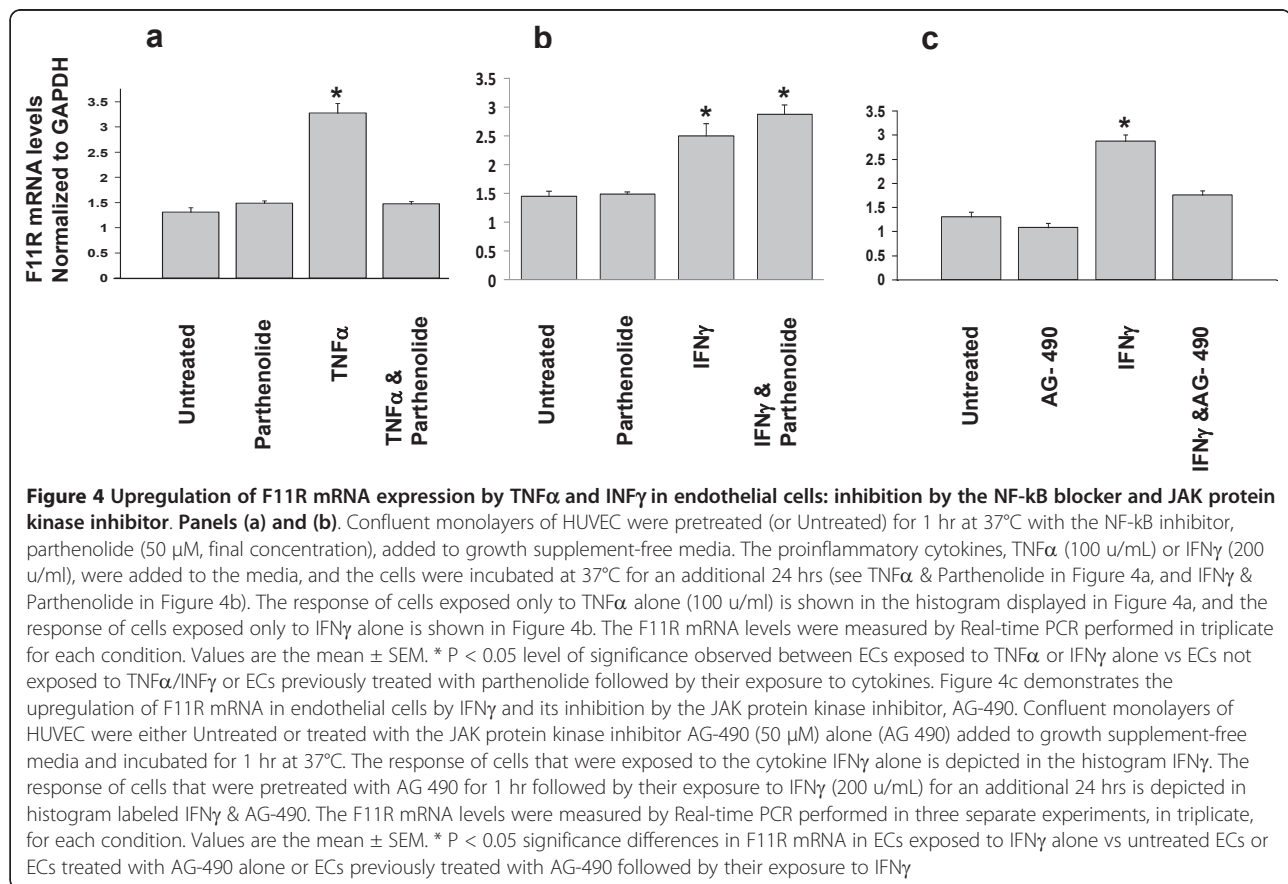 a
b
c
F11R mRNA levels
Normalized to GAPDH
3.5
3
2.5
2
1.5
1
0.5
0
*
Untreated
Parthenolide
TNFα
TNFα &
Parthenolide
3.5
3
2.5
2
1.5
1
0.5
0
*
*
Untreated
Parthenolide
IFNγ
IFNγ &
Parthenolide
3.5
3
2.5
2
1.5
1
0.5
0
*
Untreated
AG- 490
IFNγ
IFNγ &AG- 490
Figure 4 Upregulation of F11R mRNA expression by TNFα and INFγ in endothelial cells: inhibition by the NF-kB blocker and JAK protein
kinase inhibitor. Panels (a) and (b). Confluent monolayers of HUVEC were pretreated (or Untreated) for 1 hr at 37°C with the NF-kB inhibitor,
parthenolide (50 μM, final concentration), added to growth supplement-free media. The proinflammatory cytokines, TNFα (100 u/mL) or IFNγ (200
u/ml), were added to the media, and the cells were incubated at 37°C for an additional 24 hrs (see TNFα & Parthenolide in Figure 4a, and IFNγ &
Parthenolide in Figure 4b). The response of cells exposed only to TNFα alone (100 u/ml) is shown in the histogram displayed in Figure 4a, and the
response of cells exposed only to IFNγ alone is shown in Figure 4b. The F11R mRNA levels were measured by Real-time PCR performed in triplicate
for each condition. Values are the mean ± SEM. * P < 0.05 level of significance observed between ECs exposed to TNFα or IFNγ alone vs ECs not
exposed to TNFα/INFγ or ECs previously treated with parthenolide followed by their exposure to cytokines. Figure 4c demonstrates the
upregulation of F11R mRNA in endothelial cells by IFNγ and its inhibition by the JAK protein kinase inhibitor, AG-490. Confluent monolayers of
HUVEC were either Untreated or treated with the JAK protein kinase inhibitor AG-490 (50 μM) alone (AG 490) added to growth supplement-free
media and incubated for 1 hr at 37°C. The response of cells that were exposed to the cytokine IFNγ alone is depicted in the histogram IFNγ. The
response of cells that were pretreated with AG 490 for 1 hr followed by their exposure to IFNγ (200 u/mL) for an additional 24 hrs is depicted in
histogram labeled IFNγ & AG-490. The F11R mRNA levels were measured by Real-time PCR performed in three separate experiments, in triplicate,
for each condition. Values are the mean ± SEM. * P < 0.05 significance differences in F11R mRNA in ECs exposed to IFNγ alone vs untreated ECs or
ECs treated with AG-490 alone or ECs previously treated with AG-490 followed by their exposure to IFNγ